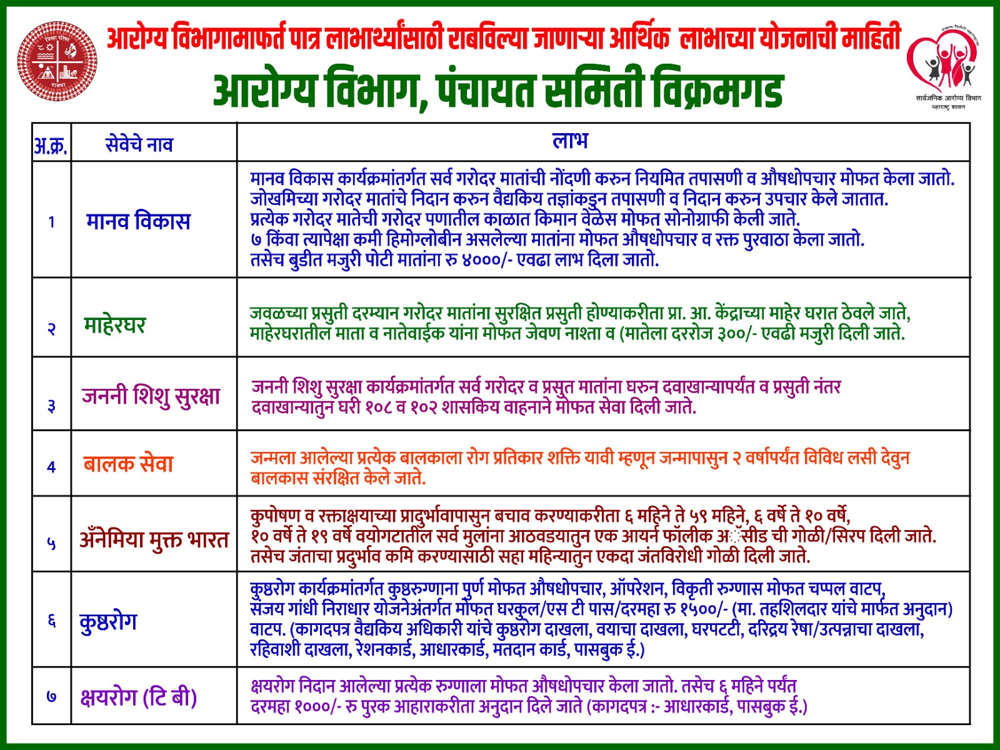 आरोग्य विभागामाफर्त पात्र लाभार्थ्यांसाठी राबविल्या जाणाऱ्या आर्थिक लाभाच्या योजनाची माहिती
आरोग्य विभाग, पंचायत समिती विक्रमगड
जिल्हा परिषद
पालघर
सार्वजनिक आरोग्य विभाग
महाराष्ट्र शासन
अ.क्र. सेवेचे नाव लाभ
१ मानव विकास
मानव विकास कार्यक्रमांतर्गत सर्व गरोदर मातांची नोंदणी करुन नियमित तपासणी व औषधोपचार मोफत केला जातो.
जोखमिच्या गरोदर मातांचे निदान करुन वैद्यकिय तज्ञांकडुन तपासणी व निदान करुन उपचार केले जातात.
प्रत्येक गरोदर मातेची गरोदर पणातील काळात किमान वेळेस मोफत सोनोग्राफी केली जाते.
७ किंवा त्यापेक्षा कमी हिमोग्लोबीन असलेल्या मातांना मोफत औषधोपचार व रक्त पुरवाठा केला जातो.
तसेच बुडीत मजुरी पोटी मातांना रु ४०००/- एवढा लाभ दिला जातो.
२ माहेरघर
जवळच्या प्रसुती दरम्यान गरोदर मातांना सुरक्षित प्रसुती होण्याकरीता प्रा. आ. केंद्राच्या माहेर घरात ठेवले जाते,
माहेरघरातील माता व नातेवाईक यांना मोफत जेवण नाश्ता व (मातेला दररोज ३००/- एवढी मजुरी दिली जाते.
३ जननी शिशु सुरक्षा
जननी शिशु सुरक्षा कार्यक्रमांतर्गत सर्व गरोदर व प्रसुत मातांना घरुन दवाखान्यापर्यंत व प्रसुती नंतर
दवाखान्यातुन घरी १०८ व १०२ शासकिय वाहनाने मोफत सेवा दिली जाते.
4 बालक सेवा
जन्मला आलेल्या प्रत्येक बालकाला रोग प्रतिकार शक्ति यावी म्हणून जन्मापासुन २ वर्षापर्यंत विविध लसी देवुन
बालकास संरक्षित केले जाते.
५ अँनेमिया मुक्त भारत
कुपोषण व रक्ताक्षयाच्या प्रादुर्भावापासुन बचाव करण्याकरीता ६ महिने ते ५९ महिने, ६ वर्षे ते १० वर्षे,
१० वर्षे ते १९ वर्षे वयोगटातील सर्व मुलांना आठवडयातुन एक आयर्न फॉलीक अॅसीड ची गोळी/सिरप दिली जाते.
तसेच जंताचा प्रदुर्भाव कमि करण्यासाठी सहा महिन्यातुन एकदा जंतविरोधी गोळी दिली जाते.
६ कुष्ठरोग
कुष्ठरोग कार्यक्रमांतर्गत कुष्ठरुग्णाना पुर्ण मोफत औषधोपचार, ऑपरेशन, विकृती रुग्णास मोफत चप्पल वाटप,
संजय गांधी निराधार योजनेअंतर्गत मोफत घरकुल/एस टी पास/दरमहा रु १५००/- (मा. तहशिलदार यांचे मार्फत अनुदान)
वाटप. (कागदपत्र वैद्यकिय अधिकारी यांचे कुष्ठरोग दाखला, वयाचा दाखला, घरपटटी, दरिद्रय रेषा/उत्पन्नाचा दाखला,
रहिवाशी दाखला, रेशनकार्ड, आधारकार्ड, मतदान कार्ड, पासबुक ई.)
७ क्षयरोग (टि बी)
क्षयरोग निदान आलेल्या प्रत्येक रुग्णाला मोफत औषधोपचार केला जातो. तसेच ६ महिने पर्यंत
दरमहा १०००/- रु पुरक आहाराकरीता अनुदान दिले जाते (कागदपत्र :- आधारकार्ड, पासबुक ई.)